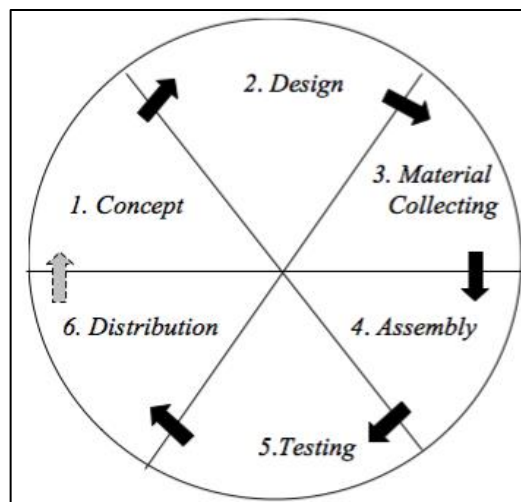 1. Concept
2. Design
3. Material
Collecting
4. Assembly
5.Testing
6. Distribution